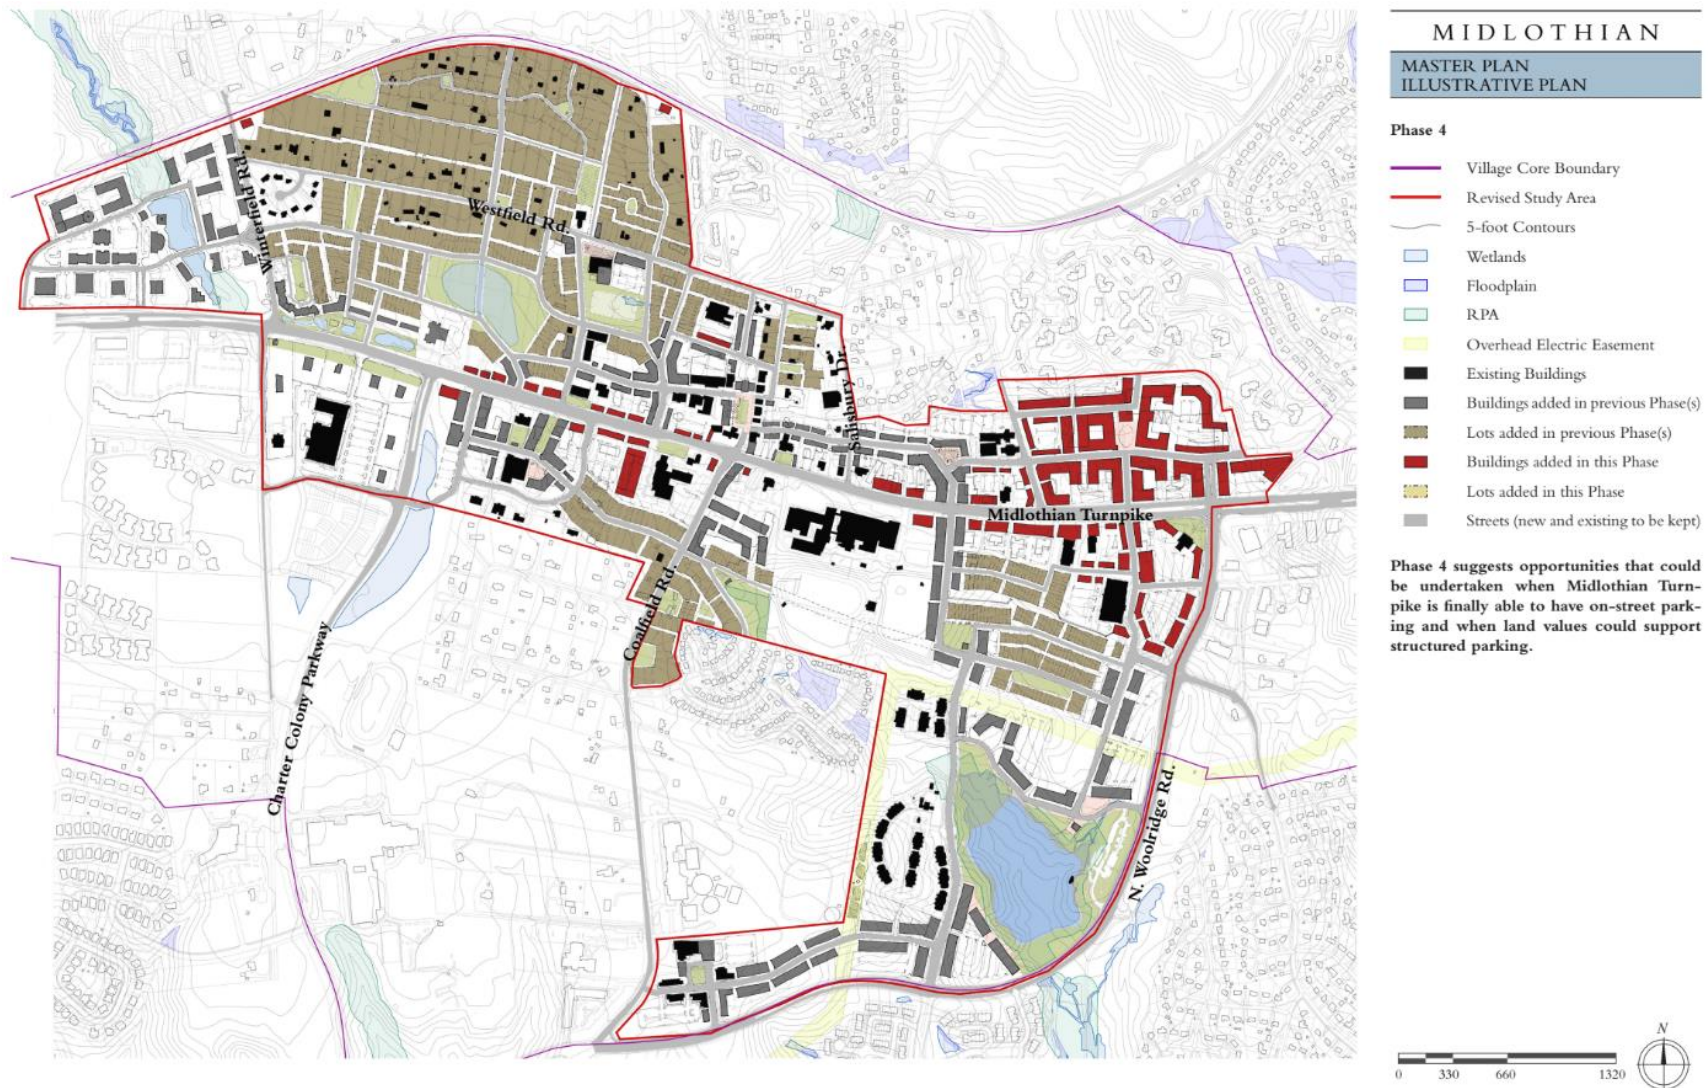 MIDLOTHIAN
MASTER PLAN
ILLUSTRATIVE PLAN
Phase 4
Village Core Boundary
Revised Study Area
5-foot Contours
Wetlands
Floodplain
RPA
Overhead Electric Easement
Existing Buildings
Buildings added in previous Phase(s)
Lots added in previous Phase(s)
Buildings added in this Phase
Lots added in this Phase
Streets (new and existing to be kept)
Phase 4 suggests opportunities that could
be undertaken when Midlothian Turn-
pike is finally able to have on-street park-
ing and when land values could support
structured parking.
Winterfield Rd.
Westfield Rd.
Salisbury Dr.
Midlothian Turnpike
Coalfield Rd.
Charter Colony Parkway
N. Woolridge Rd.
N
0 330 660 1320